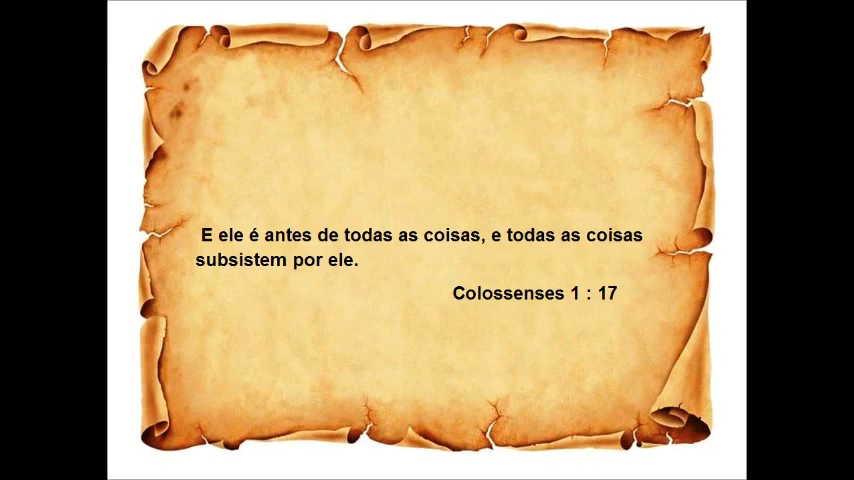 E ele é antes de todas as coisas, e todas as coisas
subsistem por ele.
Colossenses 1 : 17